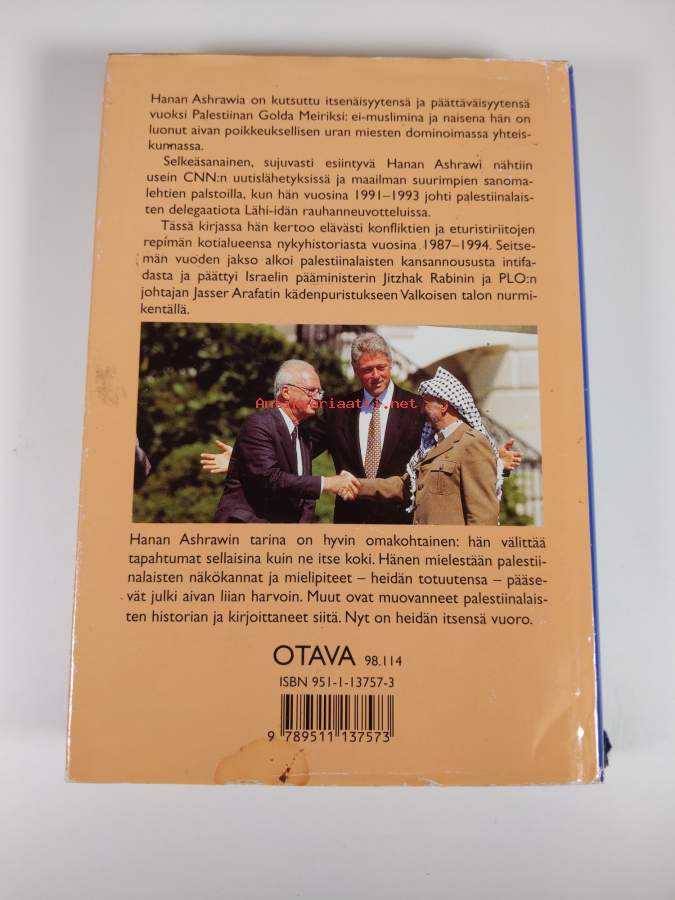 Hanan Ashrawia on kutsuttu itsenäisyytensä ja päättäväisyytensä
vuoksi Palestiinan Golda Meiriksi: ei-muslimina ja naisena hän on
luonut aivan poikkeuksellisen uran miesten dominoimassa yhteis-
kunnassa.
Selkeäsanainen, sujuvasti esiintyvä Hanan Ashrawi nähtiin
usein CNN:n uutislähetyksissä ja maailman suurimpien sanoma-
lehtien palstoilla, kun hän vuosina 1991–1993 johti palestiinalais-
ten delegaatiota Lähi-idän rauhanneuvotteluissa.
Tässä kirjassa hän kertoo elävästi konfliktien ja eturistiriitojen
repimän kotialueensa nykyhistoriasta vuosina 1987–1994. Seitse-
män vuoden jakso alkoi palestiinalaisten kansannoususta intifa-
dasta ja päättyi Israelin pääministerin Jitzhak Rabinin ja PLO:n
johtajan Jasser Arafatin kädenpuristukseen Valkoisen talon nurmi-
kentällä.
Antikvariaatti.net
Hanan Ashrawin tarina on hyvin omakohtainen: hän välittää
tapahtumat sellaisina kuin ne itse koki. Hänen mielestään palestii-
nalaisten näkökannat ja mielipiteet – heidän totuutensa – pääse-
vät julki aivan liian harvoin. Muut ovat muovanneet palestiinalais-
ten historian ja kirjoittaneet siitä. Nyt on heidän itsensä vuoro.
OTAVA 98.114
ISBN 951-1-13757-3
9 789511 137573